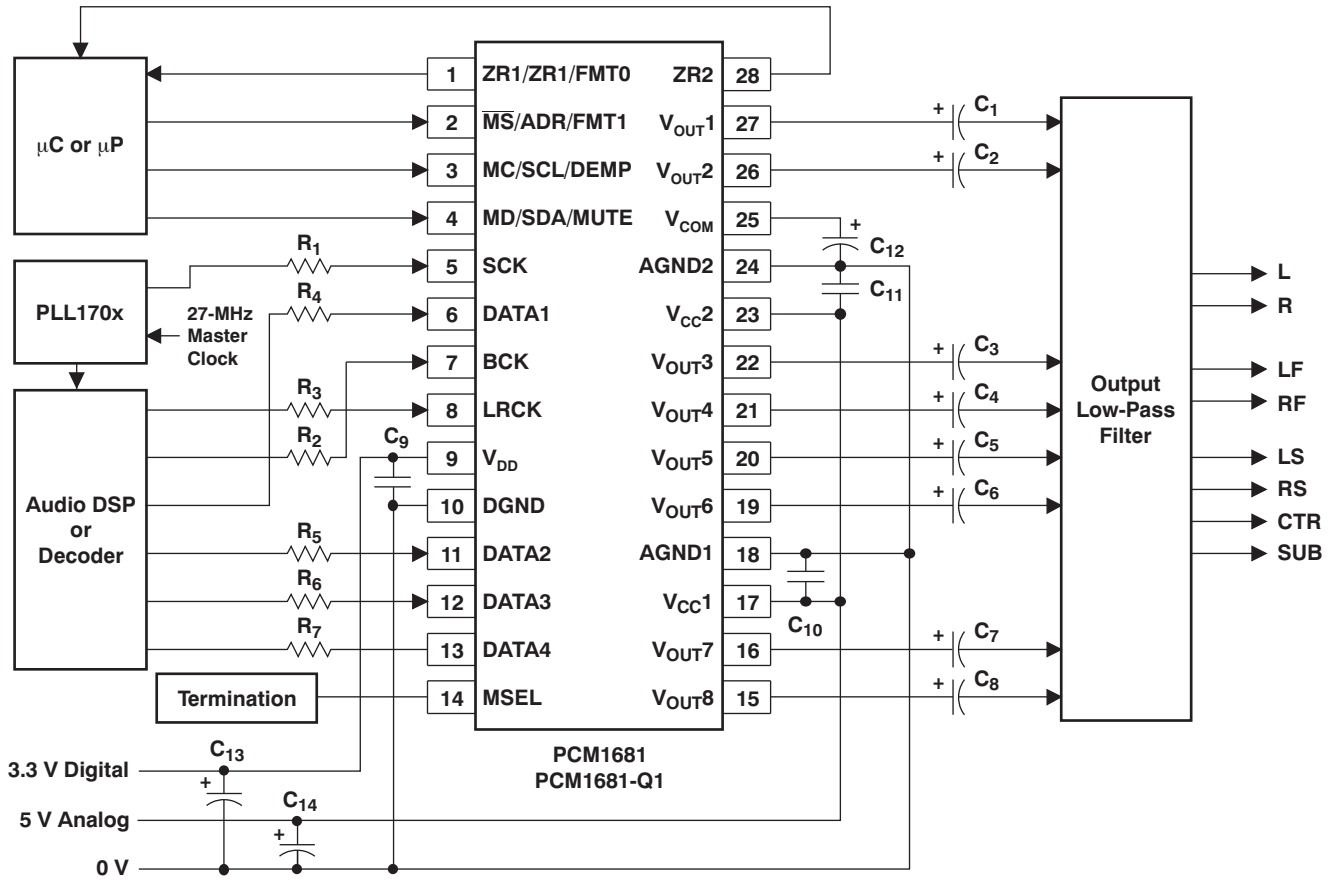 μC or μP
PLL170x
27-MHz
Master
Clock
Audio DSP
or
Decoder
Termination
R1
R4
R3
R2
R5
R6
R7
C9
1 ZR1/ZR1/FMT0
2 MS/ADR/FMT1
3 MC/SCL/DEMP
4 MD/SDA/MUTE
5 SCK
6 DATA1
7 BCK
8 LRCK
9 VDD
10 DGND
11 DATA2
12 DATA3
13 DATA4
14 MSEL
ZR2 28
VOUT1 27
VOUT2 26
VCOM 25
AGND2 24
VCC2 23
VOUT3 22
VOUT4 21
VOUT5 20
VOUT6 19
AGND1 18
VCC1 17
VOUT7 16
VOUT8 15
PCM1681
PCM1681-Q1
+ C1
+ C2
+ C12
C11
+ C3
+ C4
+ C5
+ C6
C10
+ C7
+ C8
Output
Low-Pass
Filter
L
R
LF
RF
LS
RS
CTR
SUB
C13
3.3 V Digital
+
C14
5 V Analog
+
0 V